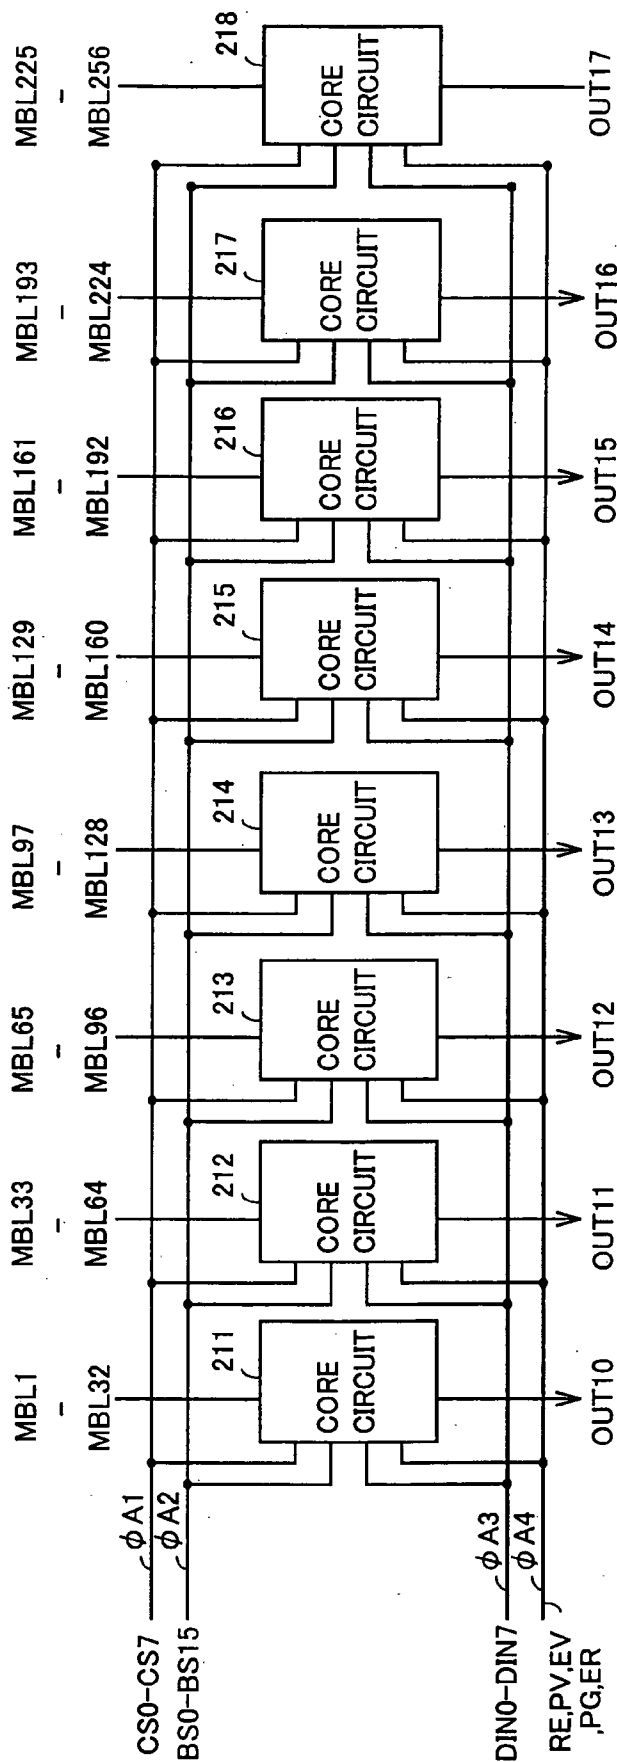 MBL1
–
MBL32
MBL33
–
MBL64
MBL65
–
MBL96
MBL97
–
MBL128
MBL129
–
MBL160
MBL161
–
MBL192
MBL193
–
MBL224
MBL225
–
MBL256
CS0-CS7
ϕA1
BS0-BS15
ϕA2
211
CORE
CIRCUIT
212
CORE
CIRCUIT
213
CORE
CIRCUIT
214
CORE
CIRCUIT
215
CORE
CIRCUIT
216
CORE
CIRCUIT
217
CORE
CIRCUIT
218
CORE
CIRCUIT
DIN0-DIN7
ϕA3
ϕA4
RE,PV,EV
,PG,ER
OUT10
OUT11
OUT12
OUT13
OUT14
OUT15
OUT16
OUT17